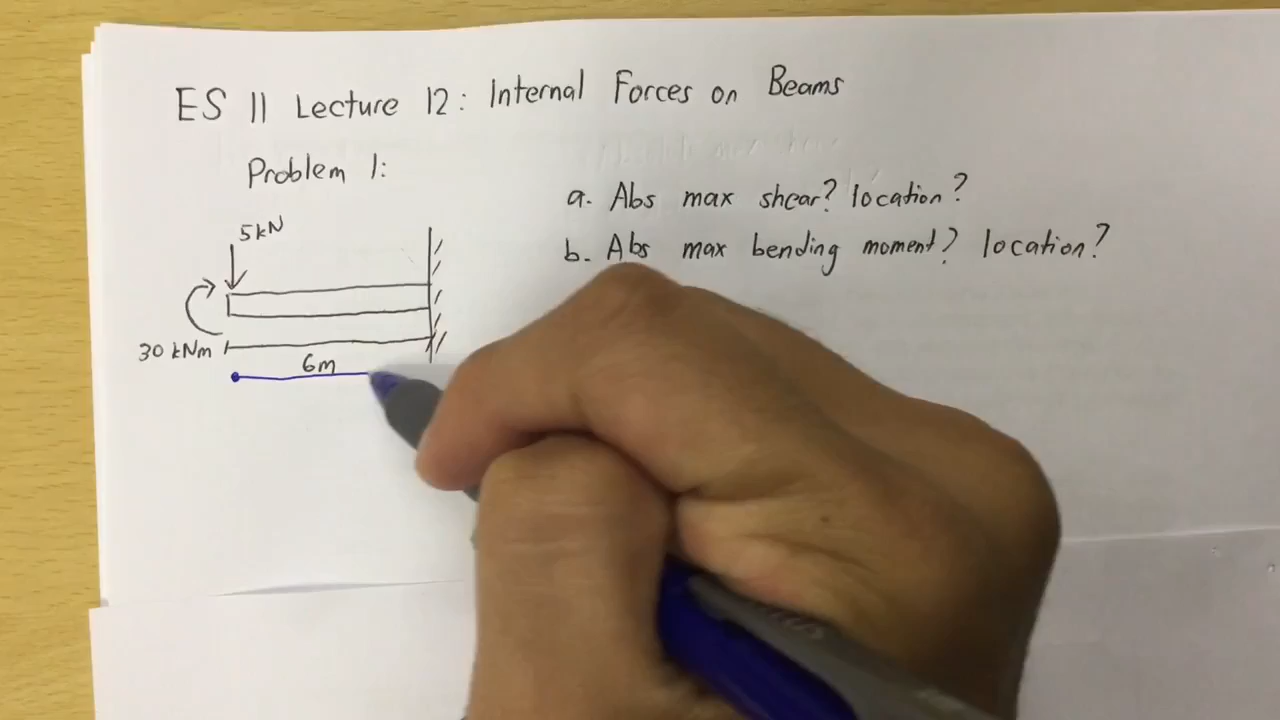 ES 11 Lecture 12: Internal Forces on Beams
Problem 1:
a. Abs max shear? location?
b. Abs max bending moment? location?
5kN
30 kNm
6m